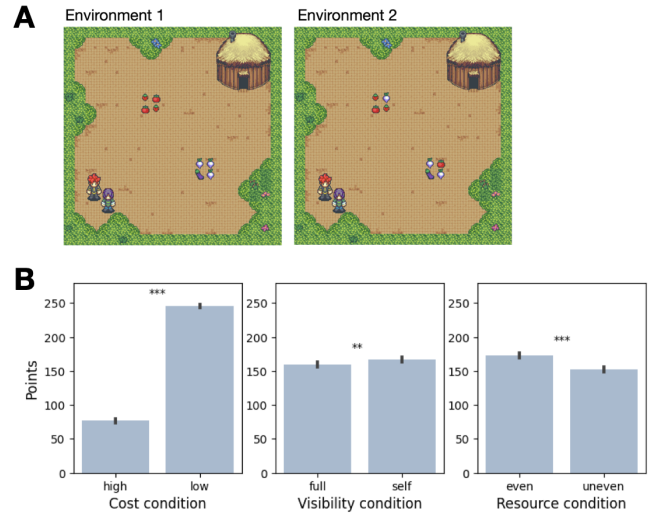 A
Environment 1
Environment 2
B
Points
250
200
150
100
50
0
***
high
low
Cost condition
250
200
150
100
50
0
**
full
self
Visibility condition
250
200
150
100
50
0
***
even
uneven
Resource condition